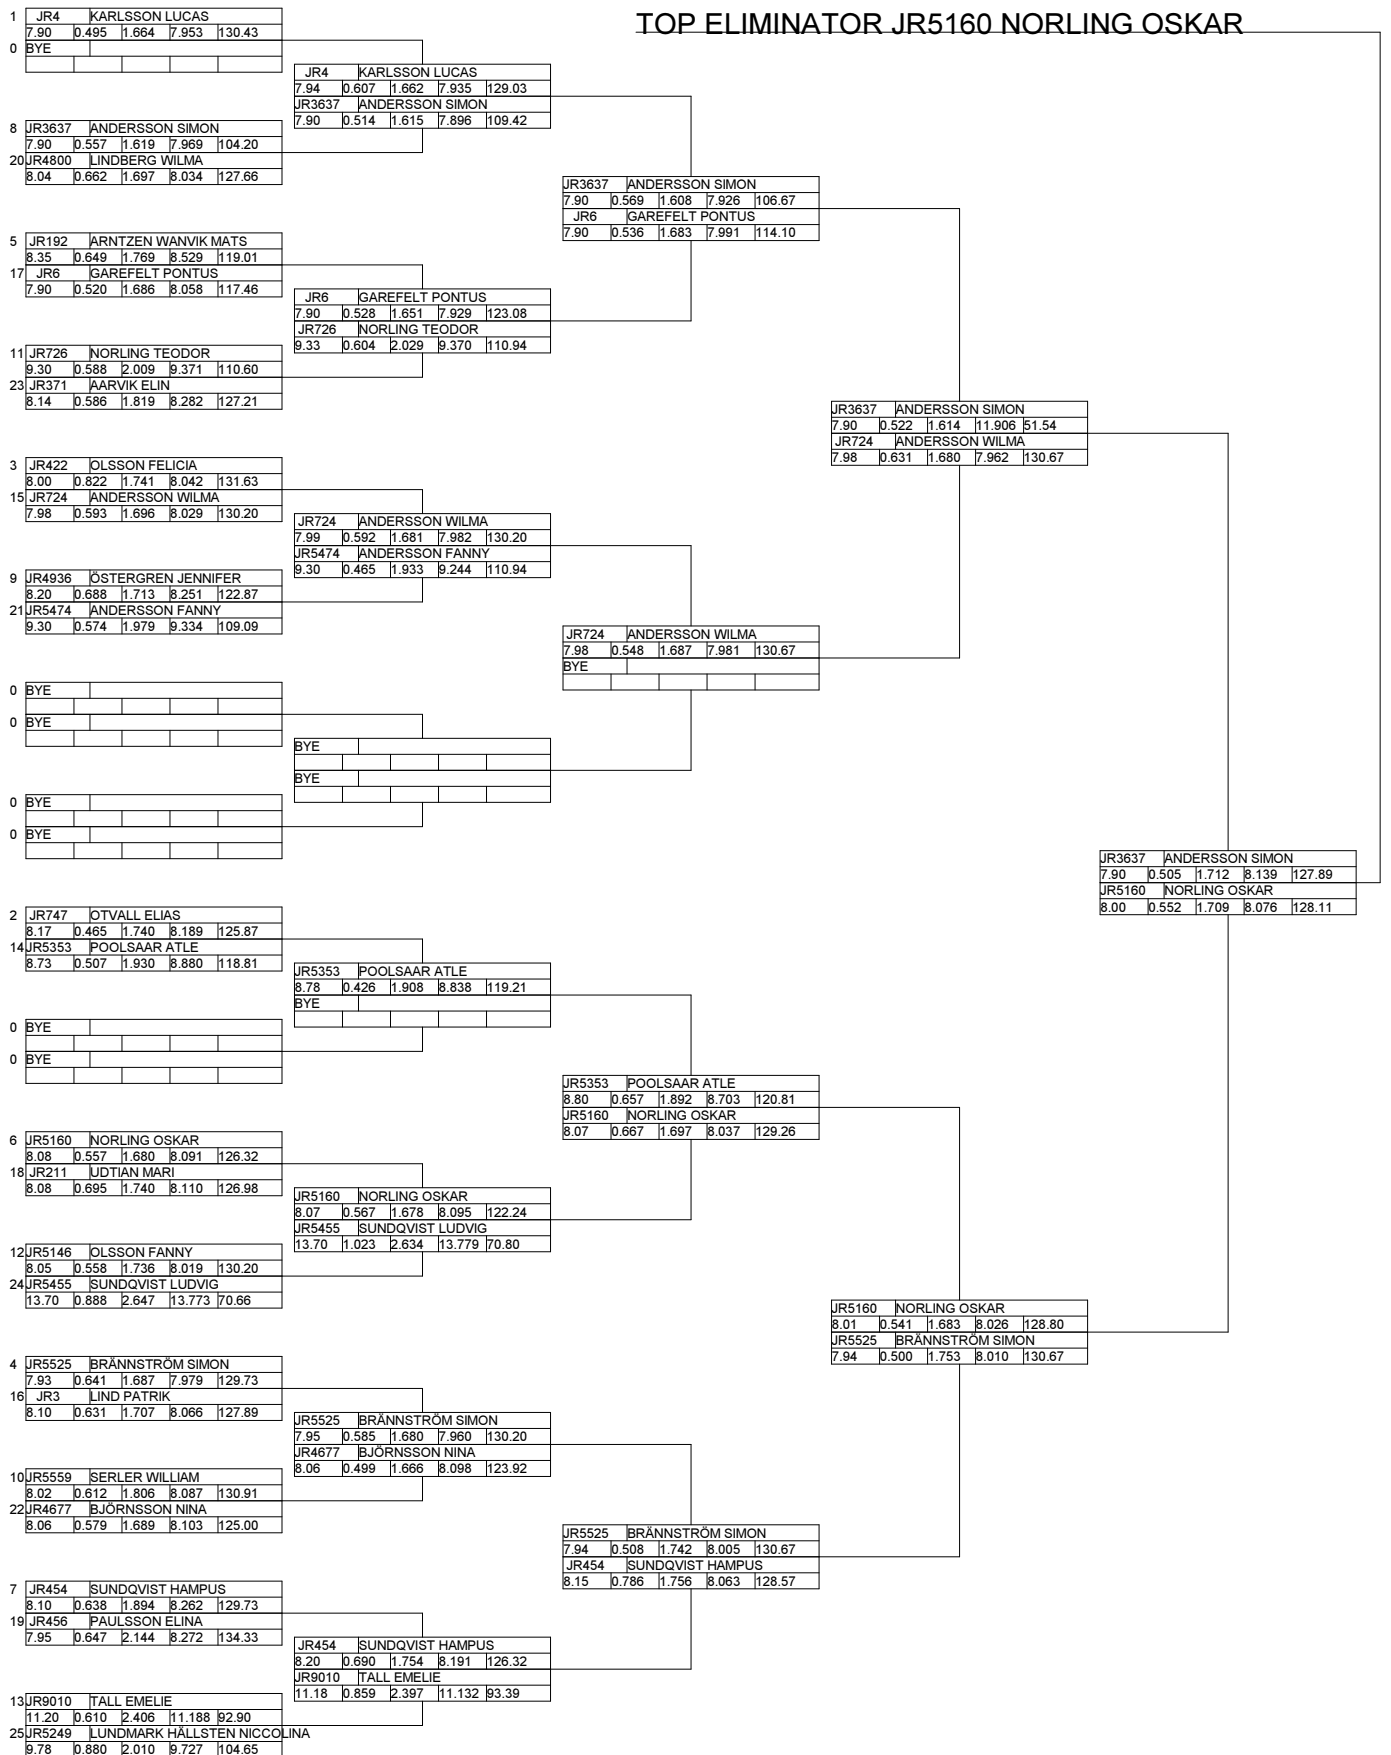 TOP ELIMINATOR JR5160 NORLING OSKAR
1 JR4 KARLSSON LUCAS
7.90 0.495 1.664 7.953 130.43
0 BYE
8 JR3637 ANDERSSON SIMON
7.90 0.557 1.619 7.969 104.20
20 JR4800 LINDBERG WILMA
8.04 0.662 1.697 8.034 127.66
5 JR192 ARNTZEN WANVIK MATS
8.35 0.649 1.769 8.529 119.01
17 JR6 GAREFELT PONTUS
7.90 0.520 1.686 8.058 117.46
11 JR726 NORLING TEODOR
9.30 0.588 2.009 9.371 110.60
23 JR371 AARVIK ELIN
8.14 0.586 1.819 8.282 127.21
3 JR422 OLSSON FELICIA
8.00 0.822 1.741 8.042 131.63
15 JR724 ANDERSSON WILMA
7.98 0.593 1.696 8.029 130.20
9 JR4936 ÖSTERGREN JENNIFER
8.20 0.688 1.713 8.251 122.87
21 JR5474 ANDERSSON FANNY
9.30 0.574 1.979 9.334 109.09
0 BYE
0 BYE
0 BYE
0 BYE
2 JR747 OTVALL ELIAS
8.17 0.465 1.740 8.189 125.87
14 JR5353 POOLSAAR ATLE
8.73 0.507 1.930 8.880 118.81
0 BYE
0 BYE
6 JR5160 NORLING OSKAR
8.08 0.557 1.680 8.091 126.32
18 JR211 UDTIAN MARI
8.08 0.695 1.740 8.110 126.98
12 JR5146 OLSSON FANNY
8.05 0.558 1.736 8.019 130.20
24 JR5455 SUNDQVIST LUDVIG
13.70 0.888 2.647 13.773 70.66
4 JR5525 BRÄNNSTRÖM SIMON
7.93 0.641 1.687 7.979 129.73
16 JR3 LIND PATRIK
8.10 0.631 1.707 8.066 127.89
10 JR5559 SERLER WILLIAM
8.02 0.612 1.806 8.087 130.91
22 JR4677 BJÖRNSSON NINA
8.06 0.579 1.689 8.103 125.00
7 JR454 SUNDQVIST HAMPUS
8.10 0.638 1.894 8.262 129.73
19 JR456 PAULSSON ELINA
7.95 0.647 2.144 8.272 134.33
13 JR9010 TALL EMELIE
11.20 0.610 2.406 11.188 92.90
25 JR5249 LUNDMARK HÄLLSTEN NICCOLINA
9.78 0.880 2.010 9.727 104.65
JR4 KARLSSON LUCAS
7.94 0.607 1.662 7.935 129.03
JR3637 ANDERSSON SIMON
7.90 0.514 1.615 7.896 109.42
JR6 GAREFELT PONTUS
7.90 0.528 1.651 7.929 123.08
JR726 NORLING TEODOR
9.33 0.604 2.029 9.370 110.94
JR724 ANDERSSON WILMA
7.99 0.592 1.681 7.982 130.20
JR5474 ANDERSSON FANNY
9.30 0.465 1.933 9.244 110.94
BYE
BYE
JR5353 POOLSAAR ATLE
8.78 0.426 1.908 8.838 119.21
BYE
JR5160 NORLING OSKAR
8.07 0.567 1.678 8.095 122.24
JR5455 SUNDQVIST LUDVIG
13.70 1.023 2.634 13.779 70.80
JR5525 BRÄNNSTRÖM SIMON
7.95 0.585 1.680 7.960 130.20
JR4677 BJÖRNSSON NINA
8.06 0.499 1.666 8.098 123.92
JR454 SUNDQVIST HAMPUS
8.20 0.690 1.754 8.191 126.32
JR9010 TALL EMELIE
11.18 0.859 2.397 11.132 93.39
JR3637 ANDERSSON SIMON
7.90 0.569 1.608 7.926 106.67
JR6 GAREFELT PONTUS
7.90 0.536 1.683 7.991 114.10
JR724 ANDERSSON WILMA
7.98 0.548 1.687 7.981 130.67
BYE
JR5353 POOLSAAR ATLE
8.80 0.657 1.892 8.703 120.81
JR5160 NORLING OSKAR
8.07 0.667 1.697 8.037 129.26
JR5525 BRÄNNSTRÖM SIMON
7.94 0.508 1.742 8.005 130.67
JR454 SUNDQVIST HAMPUS
8.15 0.786 1.756 8.063 128.57
JR3637 ANDERSSON SIMON
7.90 0.522 1.614 11.906 51.54
JR724 ANDERSSON WILMA
7.98 0.631 1.680 7.962 130.67
JR5160 NORLING OSKAR
8.01 0.541 1.683 8.026 128.80
JR5525 BRÄNNSTRÖM SIMON
7.94 0.500 1.753 8.010 130.67
JR3637 ANDERSSON SIMON
7.90 0.505 1.712 8.139 127.89
JR5160 NORLING OSKAR
8.00 0.552 1.709 8.076 128.11